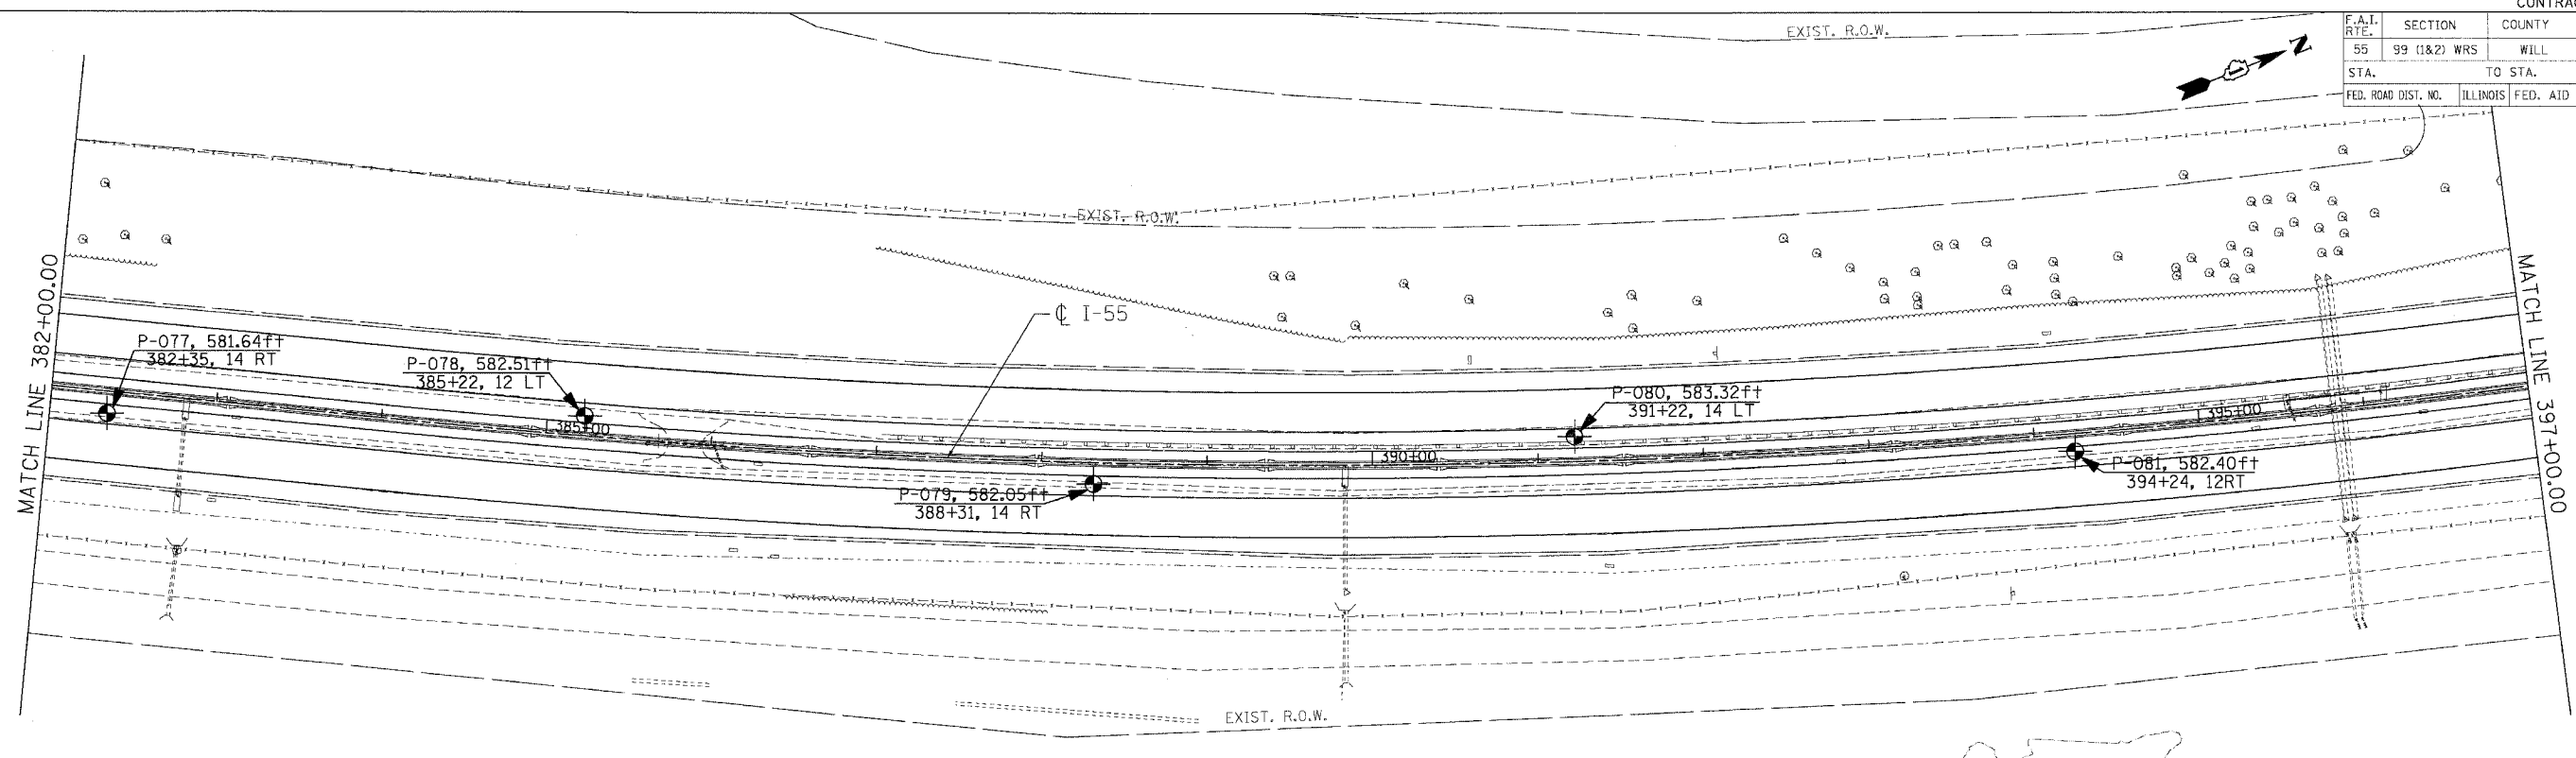 CONTRAC
EXIST. R.O.W.
N
F.A.I. RTE. SECTION COUNTY
55 99 (1&2) WRS WILL
STA. TO STA.
FED. ROAD DIST. NO. ILLINOIS FED. AID
EXIST. R.O.W.
MATCH LINE 382+00.00
MATCH LINE 397+00.00
℄ I-55
P-077, 581.64ft
382+35, 14 RT
P-078, 582.51ft
385+22, 12 LT
P-080, 583.32ft
391+22, 14 LT
385+00
390+00
395+00
P-079, 582.05ft
388+31, 14 RT
P-081, 582.40ft
394+24, 12RT
EXIST. R.O.W.